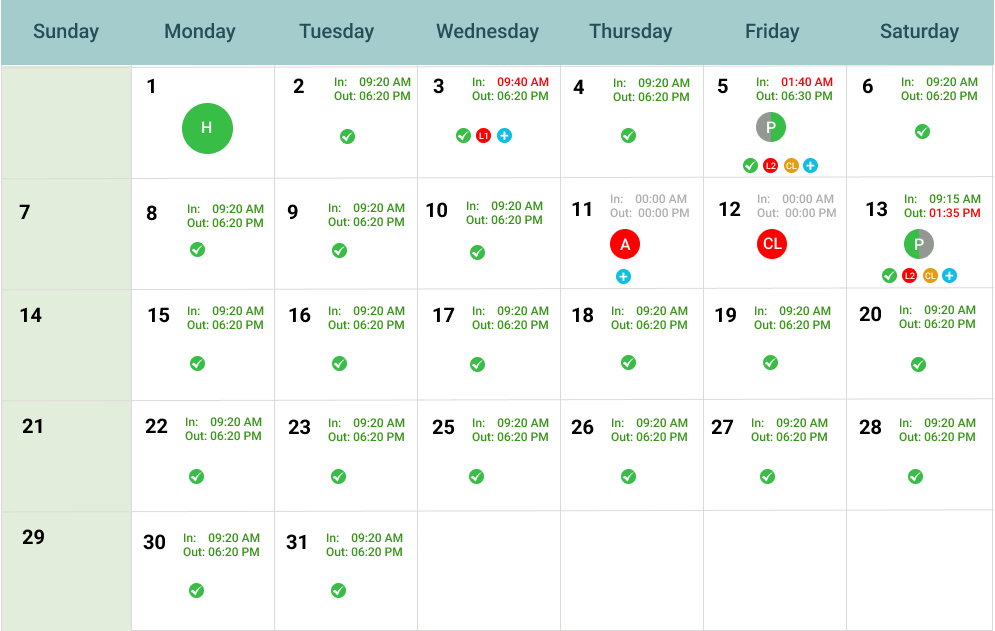 Sunday Monday Tuesday Wednesday Thursday Friday Saturday
1
H
2 In: 09:20 AM
Out: 06:20 PM
3 In: 09:40 AM
Out: 06:20 PM
L1
4 In: 09:20 AM
Out: 06:20 PM
5 In: 01:40 AM
Out: 06:30 PM
P
L2 CL
6 In: 09:20 AM
Out: 06:20 PM
7
8 In: 09:20 AM
Out: 06:20 PM
9 In: 09:20 AM
Out: 06:20 PM
10 In: 09:20 AM
Out: 06:20 PM
11 In: 00:00 AM
Out: 00:00 PM
A
12 In: 00:00 AM
Out: 00:00 PM
CL
13 In: 09:15 AM
Out: 01:35 PM
P
L2 CL
14
15 In: 09:20 AM
Out: 06:20 PM
16 In: 09:20 AM
Out: 06:20 PM
17 In: 09:20 AM
Out: 06:20 PM
18 In: 09:20 AM
Out: 06:20 PM
19 In: 09:20 AM
Out: 06:20 PM
20 In: 09:20 AM
Out: 06:20 PM
21
22 In: 09:20 AM
Out: 06:20 PM
23 In: 09:20 AM
Out: 06:20 PM
25 In: 09:20 AM
Out: 06:20 PM
26 In: 09:20 AM
Out: 06:20 PM
27 In: 09:20 AM
Out: 06:20 PM
28 In: 09:20 AM
Out: 06:20 PM
29
30 In: 09:20 AM
Out: 06:20 PM
31 In: 09:20 AM
Out: 06:20 PM